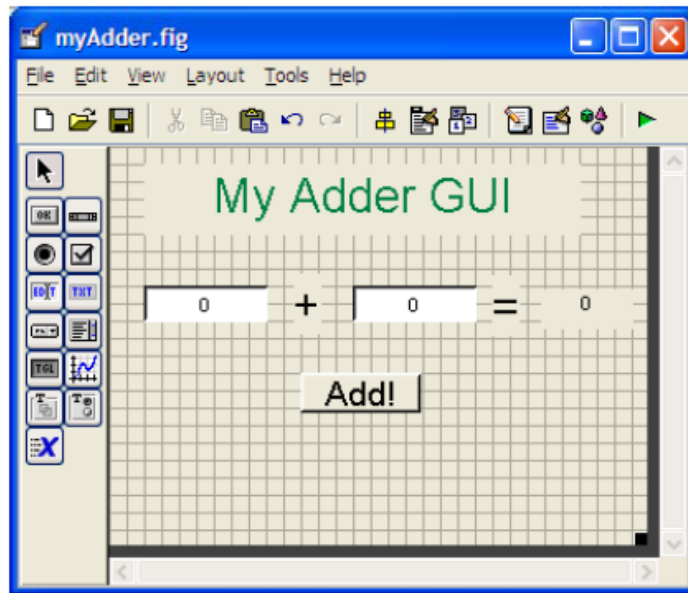 myAdder.fig
File Edit View Layout Tools Help
My Adder GUI
0 + 0 = 0
Add!
OK
EDIT TXT
TGL